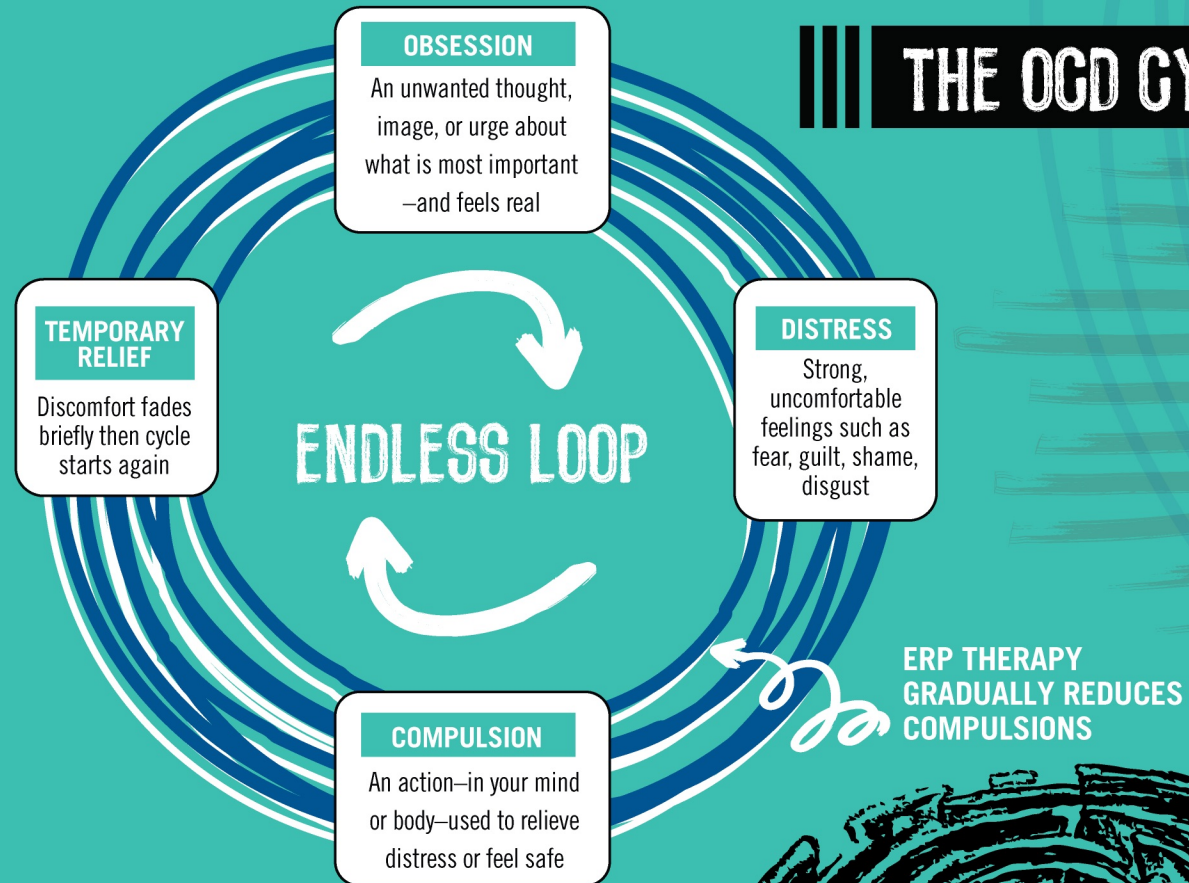 THE OCD CY
OBSESSION
An unwanted thought,
image, or urge about
what is most important
–and feels real
TEMPORARY
RELIEF
Discomfort fades
briefly then cycle
starts again
ENDLESS LOOP
DISTRESS
Strong,
uncomfortable
feelings such as
fear, guilt, shame,
disgust
COMPULSION
An action–in your mind
or body–used to relieve
distress or feel safe
ERP THERAPY
GRADUALLY REDUCES
COMPULSIONS